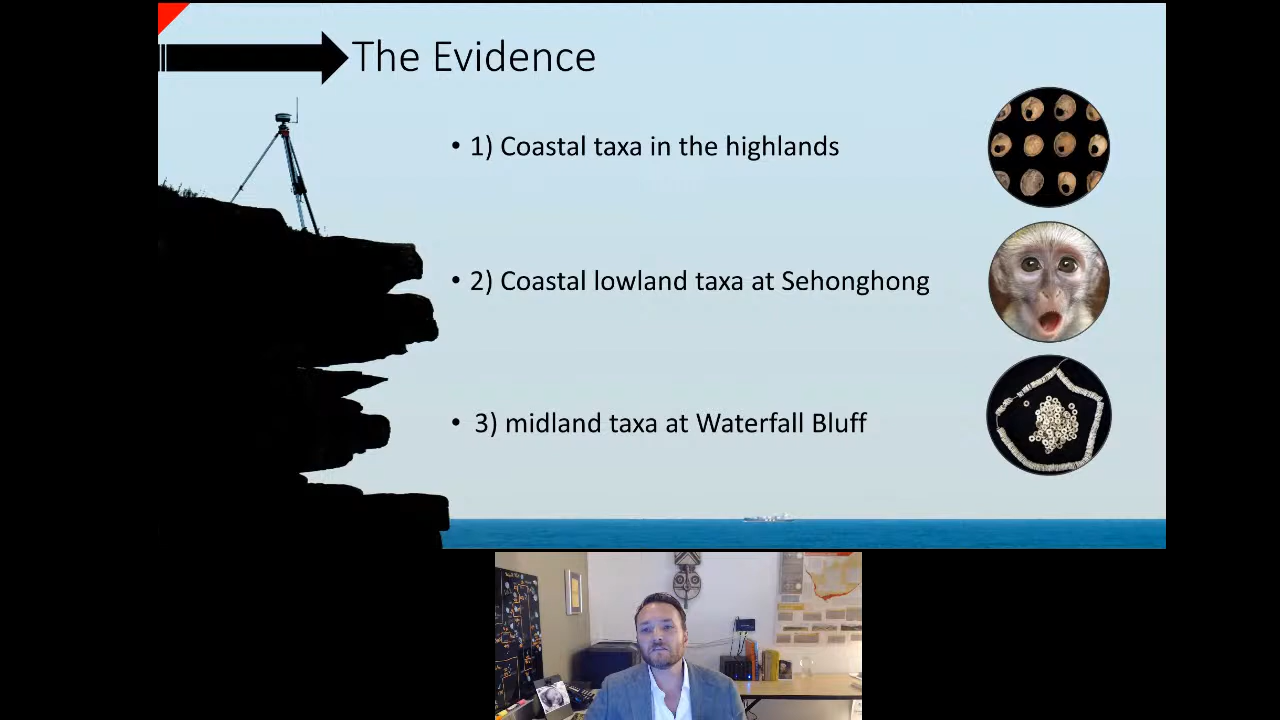 The Evidence
• 1) Coastal taxa in the highlands
• 2) Coastal lowland taxa at Sehonghong
• 3) midland taxa at Waterfall Bluff